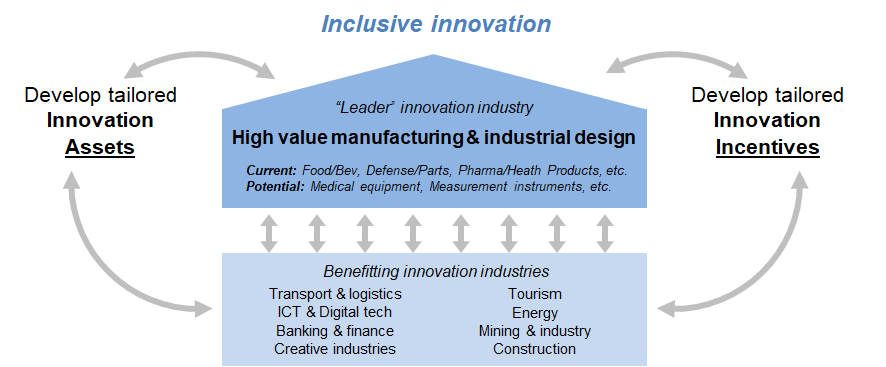 Inclusive innovation
Develop tailored
Innovation
Assets
"Leader" innovation industry
High value manufacturing & industrial design
Current: Food/Bev, Defense/Parts, Pharma/Heath Products, etc.
Potential: Medical equipment, Measurement instruments, etc.
Develop tailored
Innovation
Incentives
Benefitting innovation industries
Transport & logistics
ICT & Digital tech
Banking & finance
Creative industries
Tourism
Energy
Mining & industry
Construction